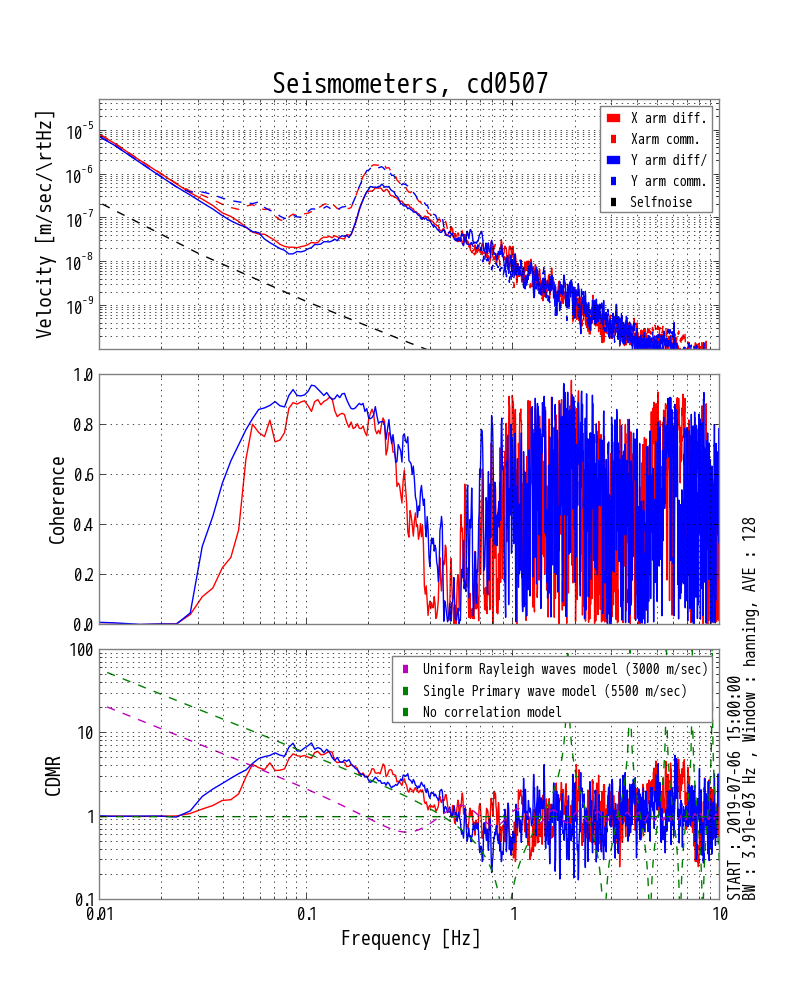 Seismometers, cd0507
Velocity [m/sec/\rtHz]
10^-5
10^-6
10^-7
10^-8
10^-9
X arm diff.
Xarm comm.
Y arm diff/
Y arm comm.
Selfnoise
Coherence
1.0
0.8
0.6
0.4
0.2
0.0
CDMR
100
10
1
0.1
Uniform Rayleigh waves model (3000 m/sec)
Single Primary wave model (5500 m/sec)
No correlation model
0.01
0.1
1
10
Frequency [Hz]
START : 2019-07-06 15:00:00
BW : 3.91e-03 Hz , Window : hanning, AVE : 128